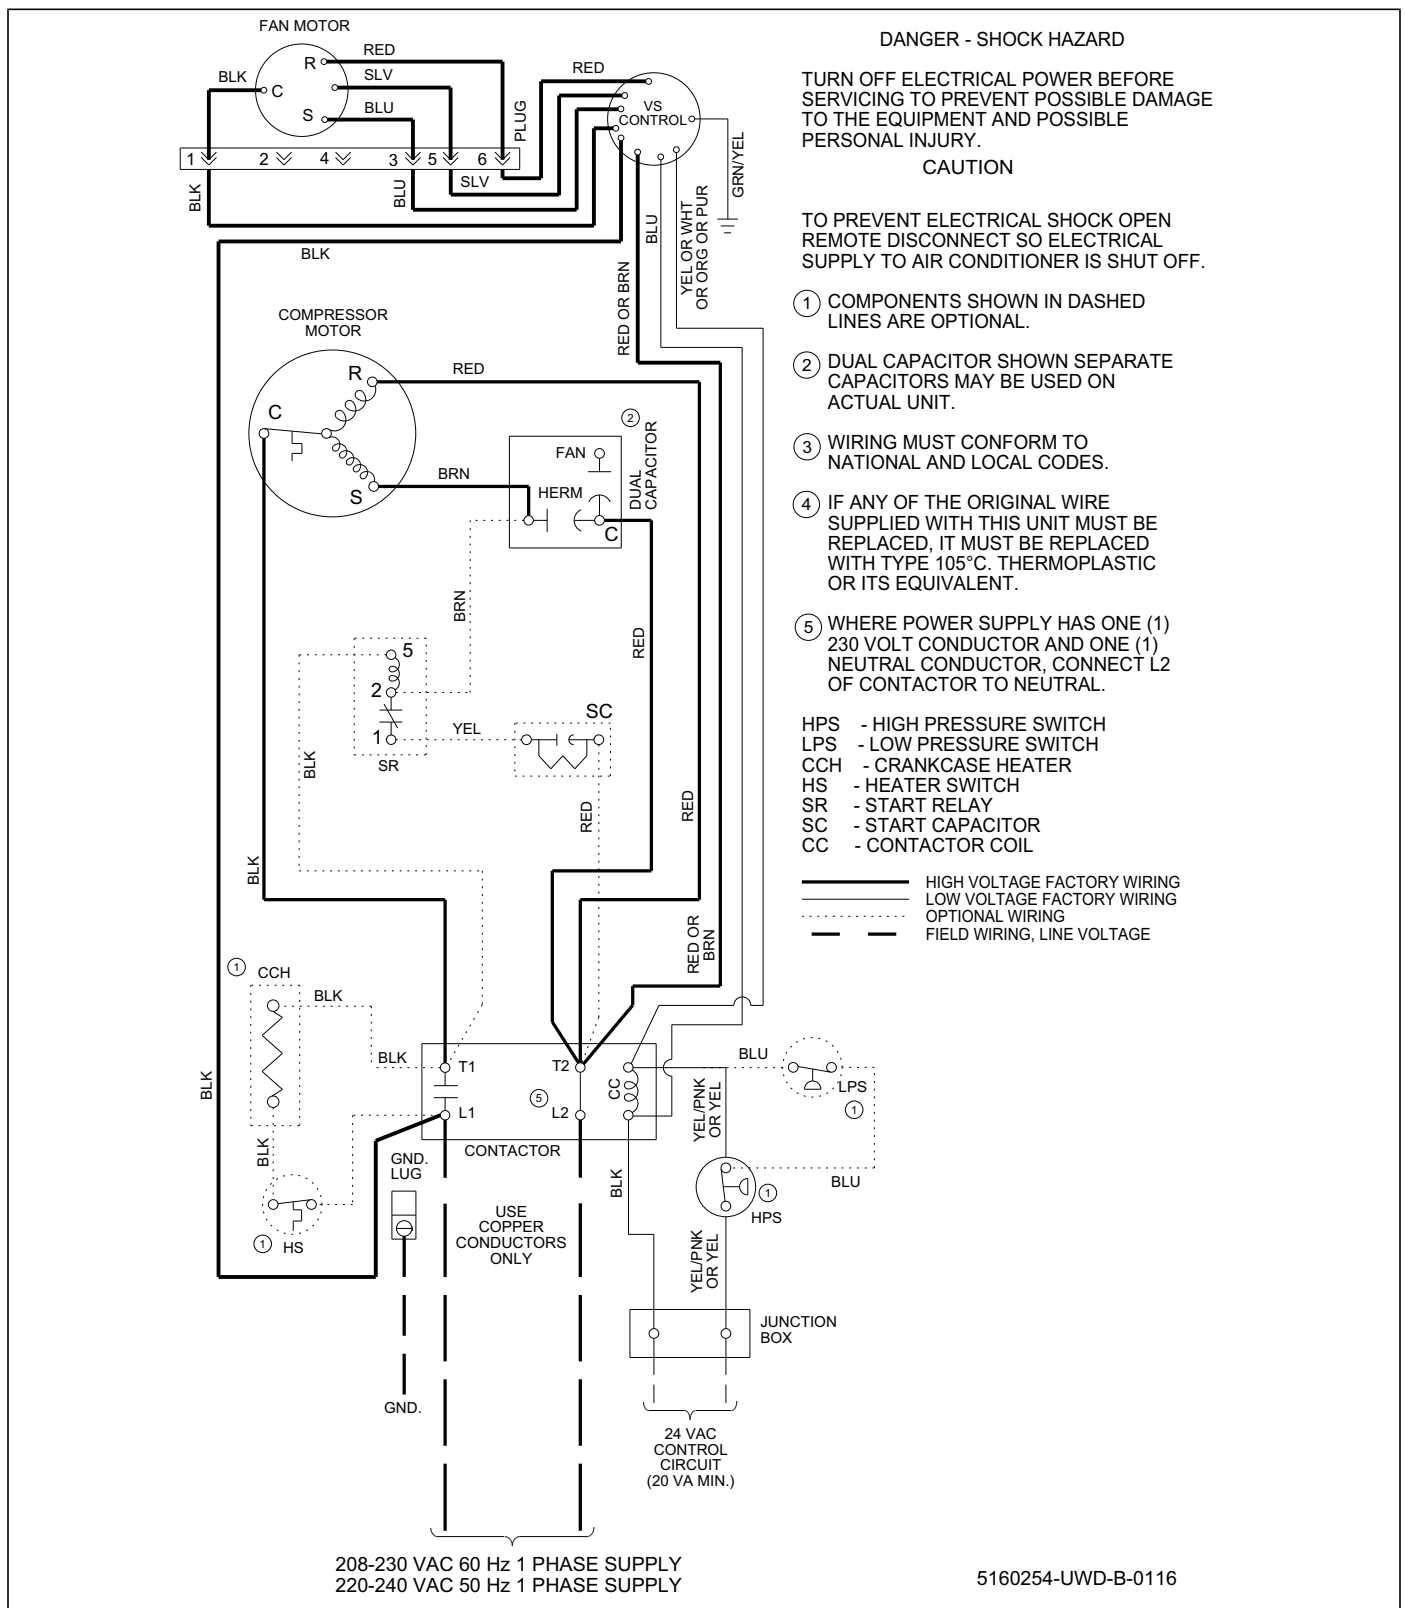 FAN MOTOR
RED
BLK
R
SLV
C
BLU
S
PLUG
1
2
4
3
5
6
RED
VS
CONTROL
GRN/YEL
BLK
BLU
SLV
BLK
BLU
YEL OR WHT
OR ORG OR PUR
RED OR BRN
DANGER - SHOCK HAZARD
TURN OFF ELECTRICAL POWER BEFORE
SERVICING TO PREVENT POSSIBLE DAMAGE
TO THE EQUIPMENT AND POSSIBLE
PERSONAL INJURY.
CAUTION
TO PREVENT ELECTRICAL SHOCK OPEN
REMOTE DISCONNECT SO ELECTRICAL
SUPPLY TO AIR CONDITIONER IS SHUT OFF.
1 COMPONENTS SHOWN IN DASHED
LINES ARE OPTIONAL.
2 DUAL CAPACITOR SHOWN SEPARATE
CAPACITORS MAY BE USED ON
ACTUAL UNIT.
3 WIRING MUST CONFORM TO
NATIONAL AND LOCAL CODES.
4 IF ANY OF THE ORIGINAL WIRE
SUPPLIED WITH THIS UNIT MUST BE
REPLACED, IT MUST BE REPLACED
WITH TYPE 105°C. THERMOPLASTIC
OR ITS EQUIVALENT.
5 WHERE POWER SUPPLY HAS ONE (1)
230 VOLT CONDUCTOR AND ONE (1)
NEUTRAL CONDUCTOR, CONNECT L2
OF CONTACTOR TO NEUTRAL.
HPS - HIGH PRESSURE SWITCH
LPS - LOW PRESSURE SWITCH
CCH - CRANKCASE HEATER
HS - HEATER SWITCH
SR - START RELAY
SC - START CAPACITOR
CC - CONTACTOR COIL
HIGH VOLTAGE FACTORY WIRING
LOW VOLTAGE FACTORY WIRING
OPTIONAL WIRING
FIELD WIRING, LINE VOLTAGE
COMPRESSOR
MOTOR
R
C
S
RED
BRN
2
DUAL
CAPACITOR
FAN
HERM
C
BRN
RED
5
2
1
SR
YEL
SC
BLK
RED
RED
BLK
RED OR
BRN
1
CCH
BLK
BLK
BLK
BLK
1
HS
T1
L1
5
T2
L2
CC
CONTACTOR
GND.
LUG
GND.
USE
COPPER
CONDUCTORS
ONLY
BLU
LPS
1
YEL/PNK
OR YEL
BLK
BLU
1
HPS
YEL/PNK
OR YEL
JUNCTION
BOX
24 VAC
CONTROL
CIRCUIT
(20 VA MIN.)
208-230 VAC 60 Hz 1 PHASE SUPPLY
220-240 VAC 50 Hz 1 PHASE SUPPLY
5160254-UWD-B-0116